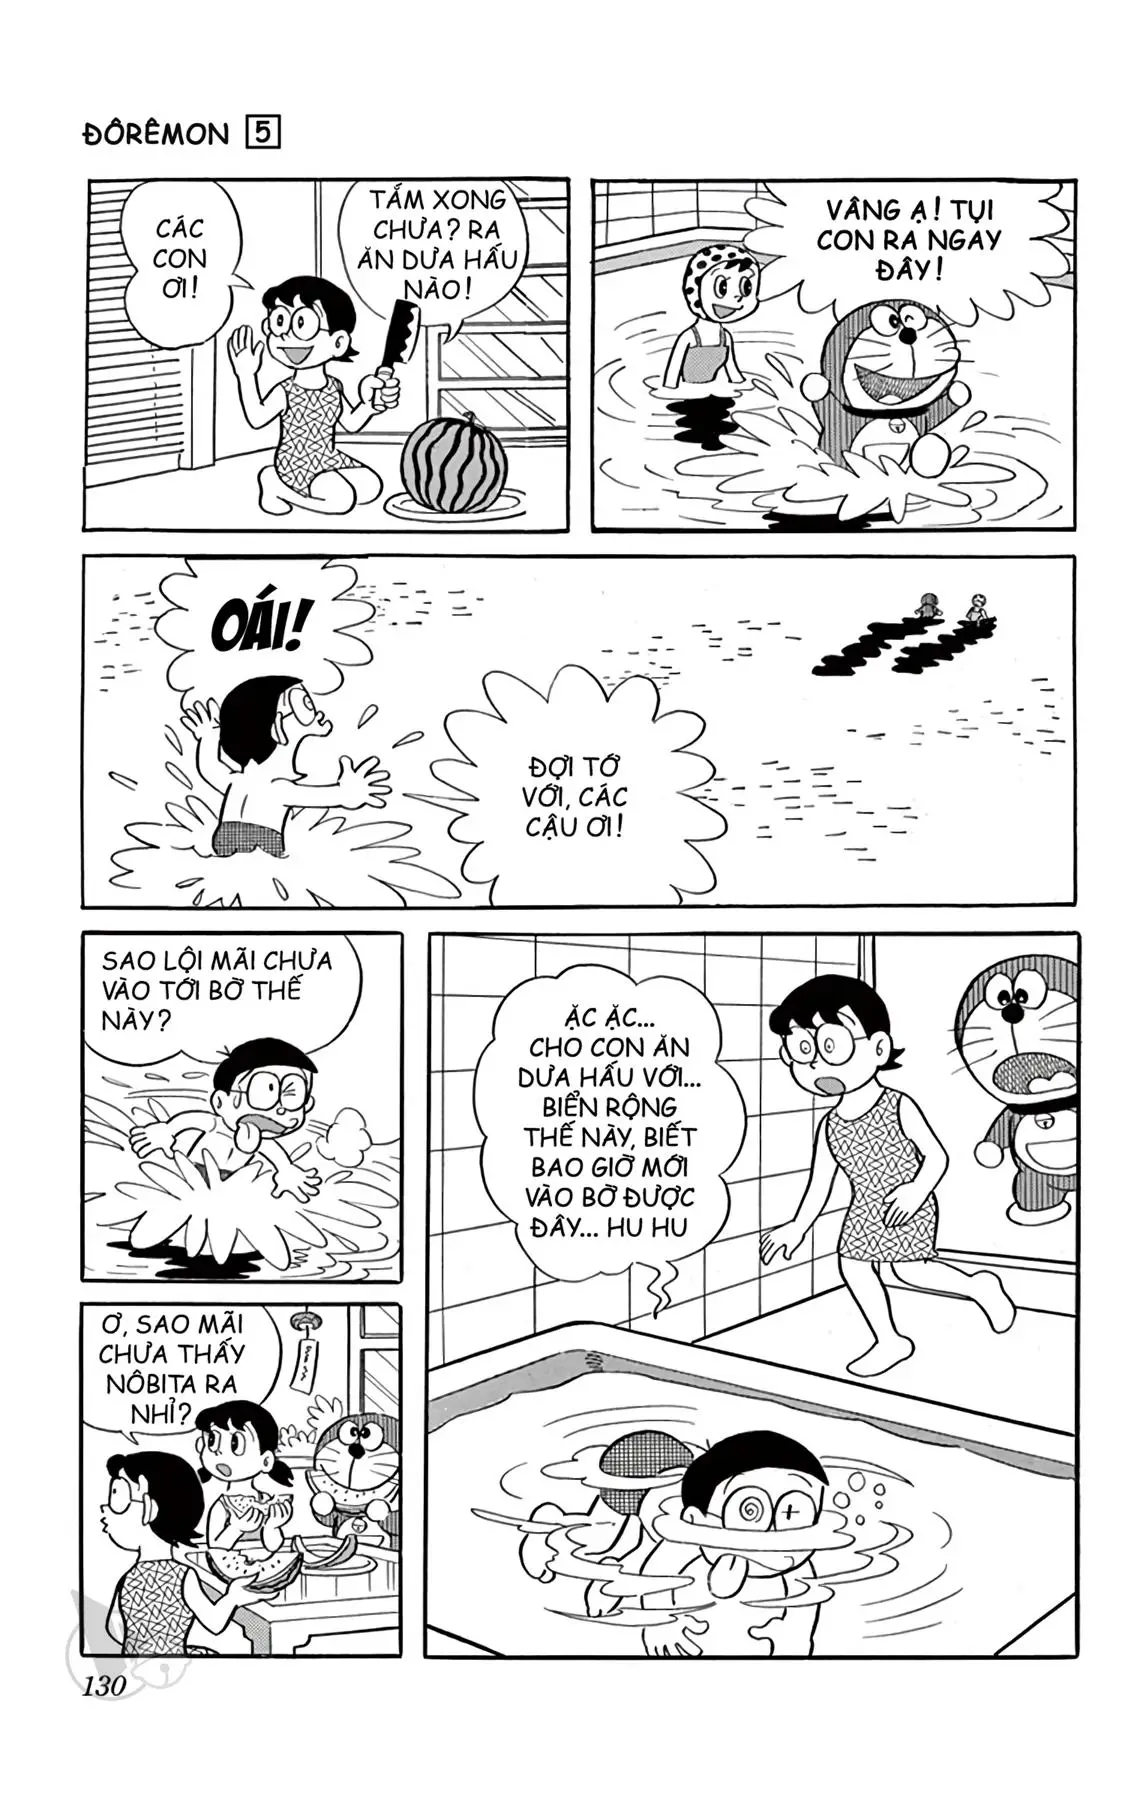 ĐÔRÊMON 5
CÁC
CON
ƠI!
TẮM XONG
CHƯA? RA
ĂN DƯA HẤU
NÀO!
VÂNG Ạ! TỤI
CON RA NGAY
ĐÂY!
OÁI!
ĐỢI TỚ
VỚI, CÁC
CẬU ƠI!
SAO LỘI MÃI CHƯA
VÀO TỚI BỜ THẾ
NÀY?
Ơ, SAO MÃI
CHƯA THẤY
NÔBITA RA
NHỈ?
ẶC ẶC...
CHO CON ĂN
DƯA HẤU VỚI...
BIỂN RỘNG
THẾ NÀY, BIẾT
BAO GIỜ MỚI
VÀO BỜ ĐƯỢC
ĐÂY... HU HU
130